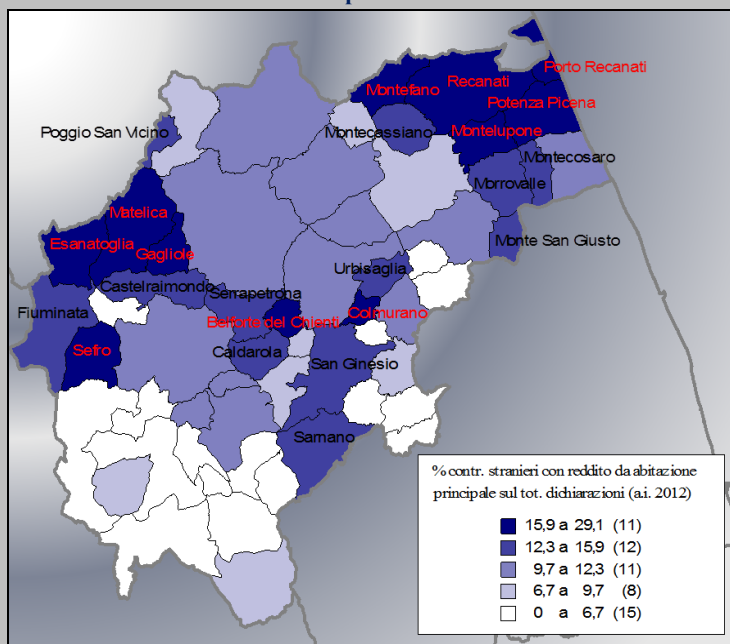 Porto Recanati
Recanati
Montefano
Potenza Picena
Poggio San Vicino
Montecassiano
Montelupone
Montecosaro
Morrovalle
Matelica
Esanatoglia
Gagliole
Monte San Giusto
Urbisaglia
Castelraimondo
Serrapetrona
Fiuminata
Belforte del Chienti
Colmurano
Sefro
Caldarola
San Ginesio
Sarnano
% contr. stranieri con reddito da abitazione
principale sul tot. dichiarazioni (a.i. 2012)
15,9 a 29,1 (11)
12,3 a 15,9 (12)
9,7 a 12,3 (11)
6,7 a 9,7 (8)
0 a 6,7 (15)